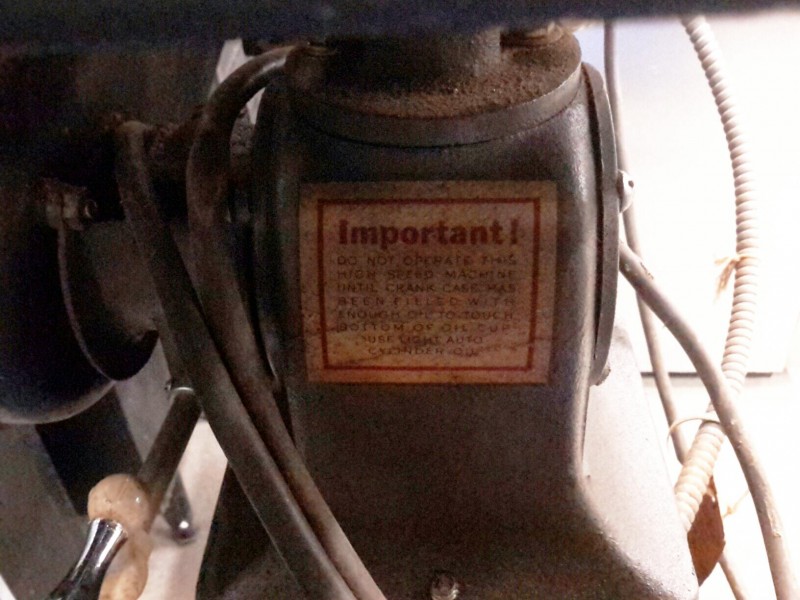 Important!
DO NOT OPERATE THIS
HIGH SPEED MACHINE
UNTIL CRANK CASE HAS
BEEN FILLED WITH
ENOUGH OIL TO TOUCH
BOTTOM OF OIL CUP.
USE LIGHT AUTO
CYLINDER OIL